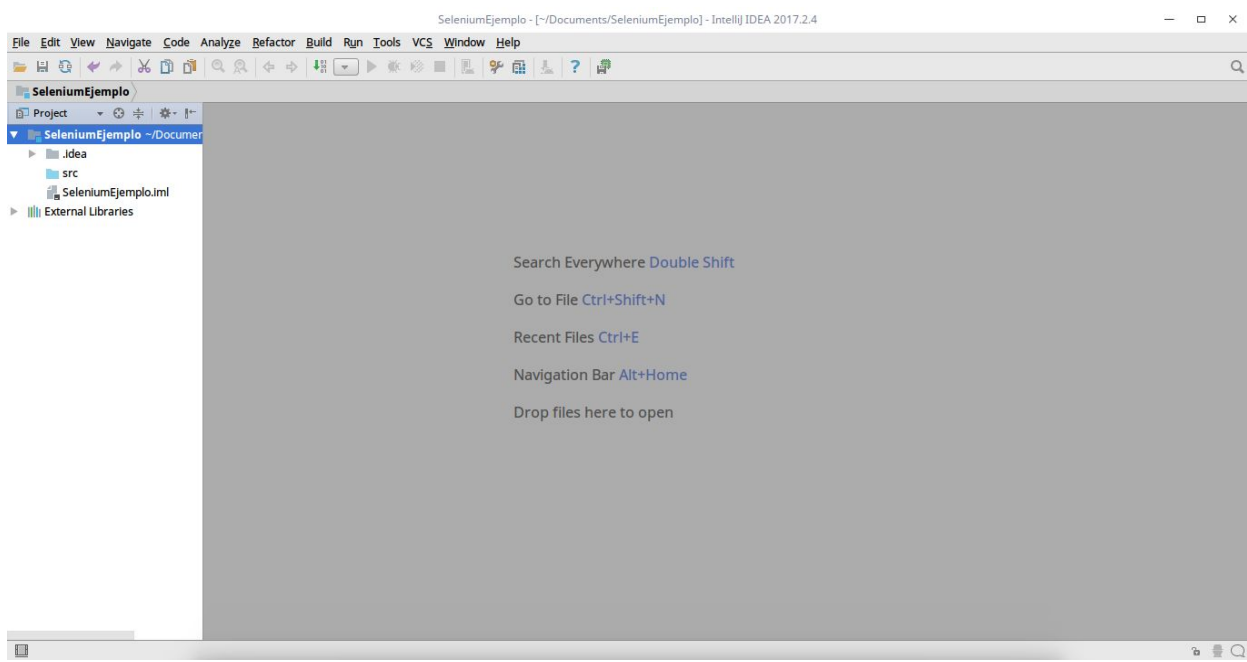 SeleniumEjemplo - [~/Documents/SeleniumEjemplo] - IntelliJ IDEA 2017.2.4
File Edit View Navigate Code Analyze Refactor Build Run Tools VCS Window Help
SeleniumEjemplo
Project
SeleniumEjemplo ~/Documer
.idea
src
SeleniumEjemplo.iml
External Libraries
Search Everywhere Double Shift
Go to File Ctrl+Shift+N
Recent Files Ctrl+E
Navigation Bar Alt+Home
Drop files here to open